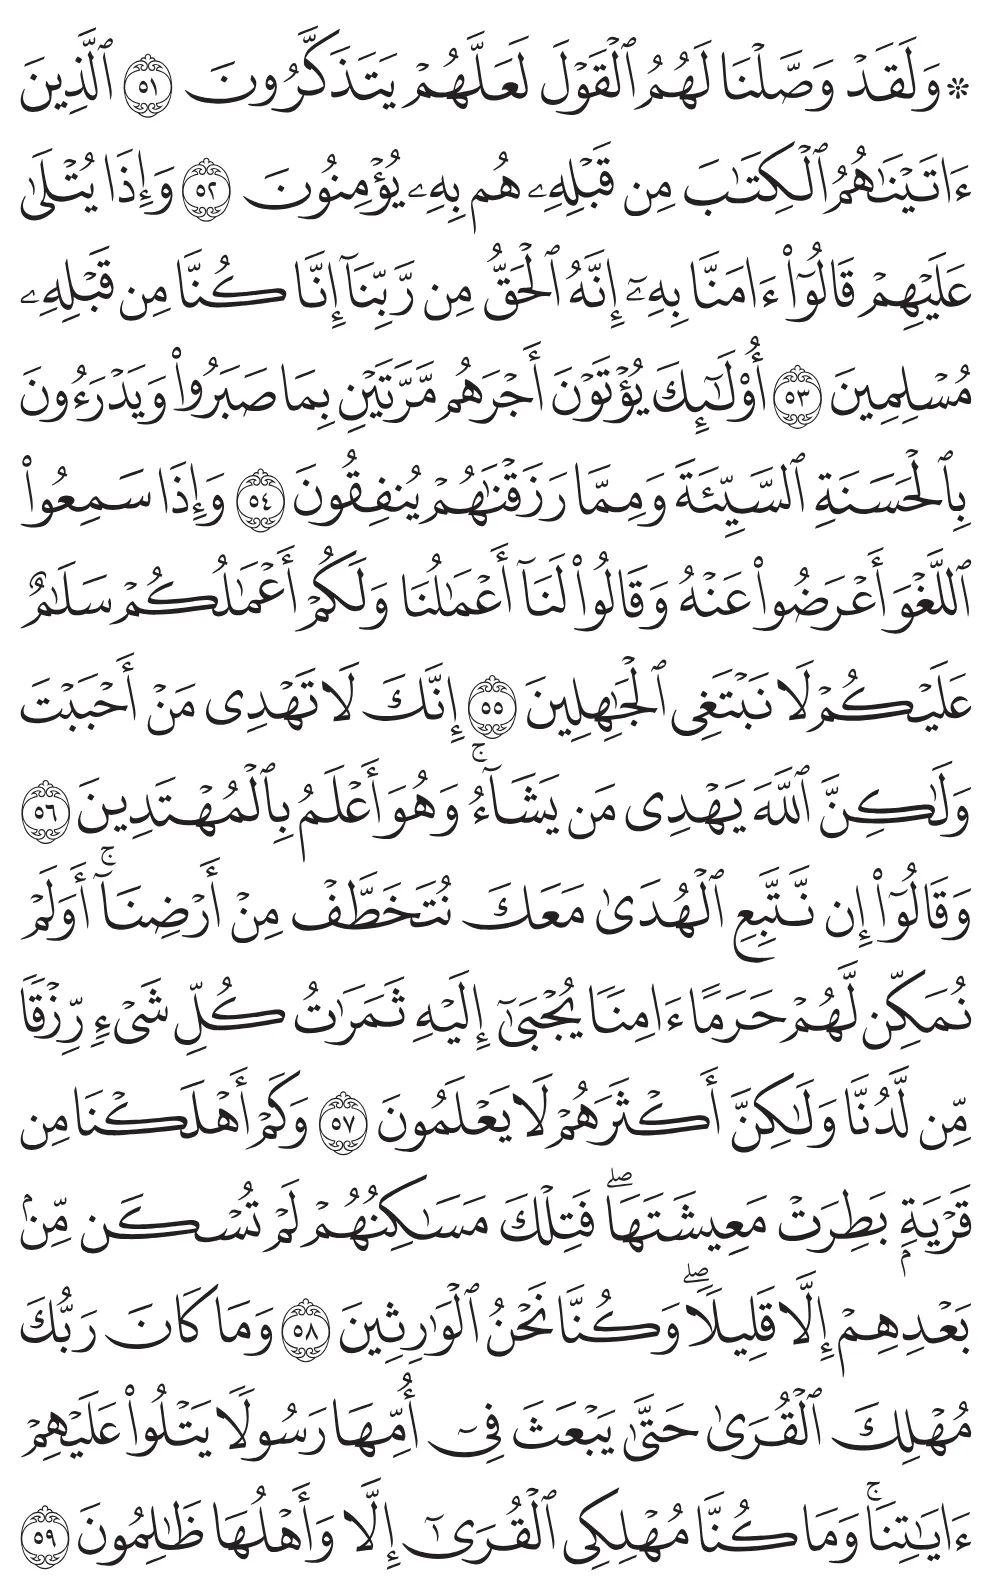 ۞ وَلَقَدْ وَصَّلْنَا لَهُمُ ٱلْقَوْلَ لَعَلَّهُمْ يَتَذَكَّرُونَ ٥١ ٱلَّذِينَ
ءَاتَيْنَٰهُمُ ٱلْكِتَٰبَ مِن قَبْلِهِۦ هُم بِهِۦ يُؤْمِنُونَ ٥٢ وَإِذَا يُتْلَىٰ
عَلَيْهِمْ قَالُوٓا۟ ءَامَنَّا بِهِۦٓ إِنَّهُ ٱلْحَقُّ مِن رَّبِّنَآ إِنَّا كُنَّا مِن قَبْلِهِۦ
مُسْلِمِينَ ٥٣ أُو۟لَٰٓئِكَ يُؤْتَوْنَ أَجْرَهُم مَّرَّتَيْنِ بِمَا صَبَرُوا۟ وَيَدْرَءُونَ
بِٱلْحَسَنَةِ ٱلسَّيِّئَةَ وَمِمَّا رَزَقْنَٰهُمْ يُنفِقُونَ ٥٤ وَإِذَا سَمِعُوا۟
ٱللَّغْوَ أَعْرَضُوا۟ عَنْهُ وَقَالُوا۟ لَنَآ أَعْمَٰلُنَا وَلَكُمْ أَعْمَٰلُكُمْ سَلَٰمٌ
عَلَيْكُمْ لَا نَبْتَغِى ٱلْجَٰهِلِينَ ٥٥ إِنَّكَ لَا تَهْدِى مَنْ أَحْبَبْتَ
وَلَٰكِنَّ ٱللَّهَ يَهْدِى مَن يَشَآءُ ۚ وَهُوَ أَعْلَمُ بِٱلْمُهْتَدِينَ ٥٦
وَقَالُوٓا۟ إِن نَّتَّبِعِ ٱلْهُدَىٰ مَعَكَ نُتَخَطَّفْ مِنْ أَرْضِنَآ ۚ أَوَلَمْ
نُمَكِّن لَّهُمْ حَرَمًا ءَامِنًا يُجْبَىٰٓ إِلَيْهِ ثَمَرَٰتُ كُلِّ شَىْءٍ رِّزْقًا
مِّن لَّدُنَّا وَلَٰكِنَّ أَكْثَرَهُمْ لَا يَعْلَمُونَ ٥٧ وَكَمْ أَهْلَكْنَا مِن
قَرْيَةٍۭ بَطِرَتْ مَعِيشَتَهَا ۖ فَتِلْكَ مَسَٰكِنُهُمْ لَمْ تُسْكَن مِّنۢ
بَعْدِهِمْ إِلَّا قَلِيلًا ۖ وَكُنَّا نَحْنُ ٱلْوَٰرِثِينَ ٥٨ وَمَا كَانَ رَبُّكَ
مُهْلِكَ ٱلْقُرَىٰ حَتَّىٰ يَبْعَثَ فِىٓ أُمِّهَا رَسُولًا يَتْلُوا۟ عَلَيْهِمْ
ءَايَٰتِنَا ۚ وَمَا كُنَّا مُهْلِكِى ٱلْقُرَىٰٓ إِلَّا وَأَهْلُهَا ظَٰلِمُونَ ٥٩